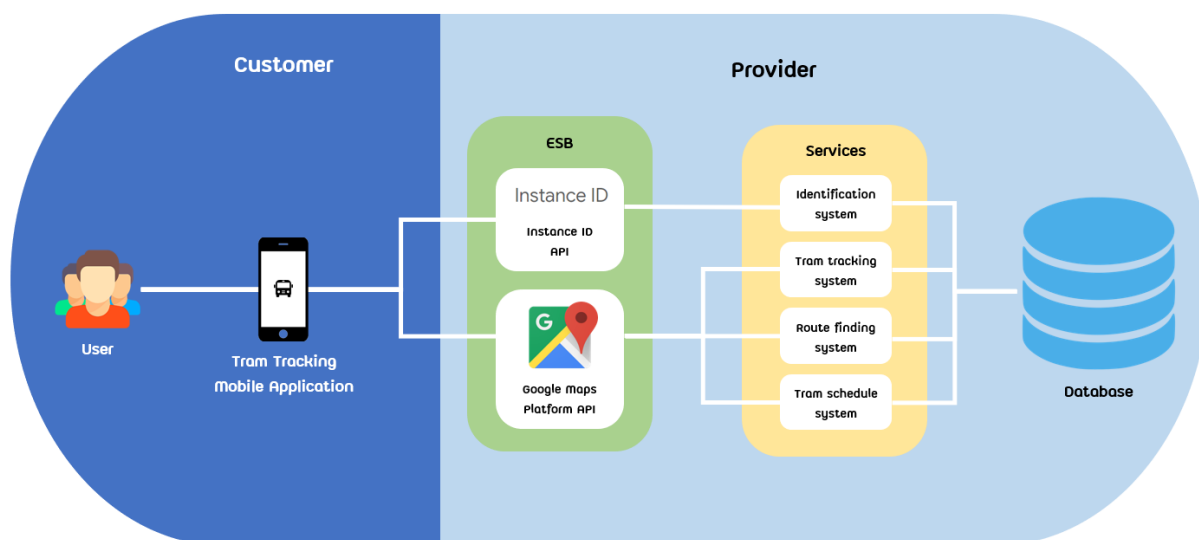 Customer
Provider
ESB
Instance ID
Instance ID
API
G
Google Maps
Platform API
Services
Identification
system
Tram tracking
system
Route finding
system
Tram schedule
system
User
Tram Tracking
Mobile Application
Database